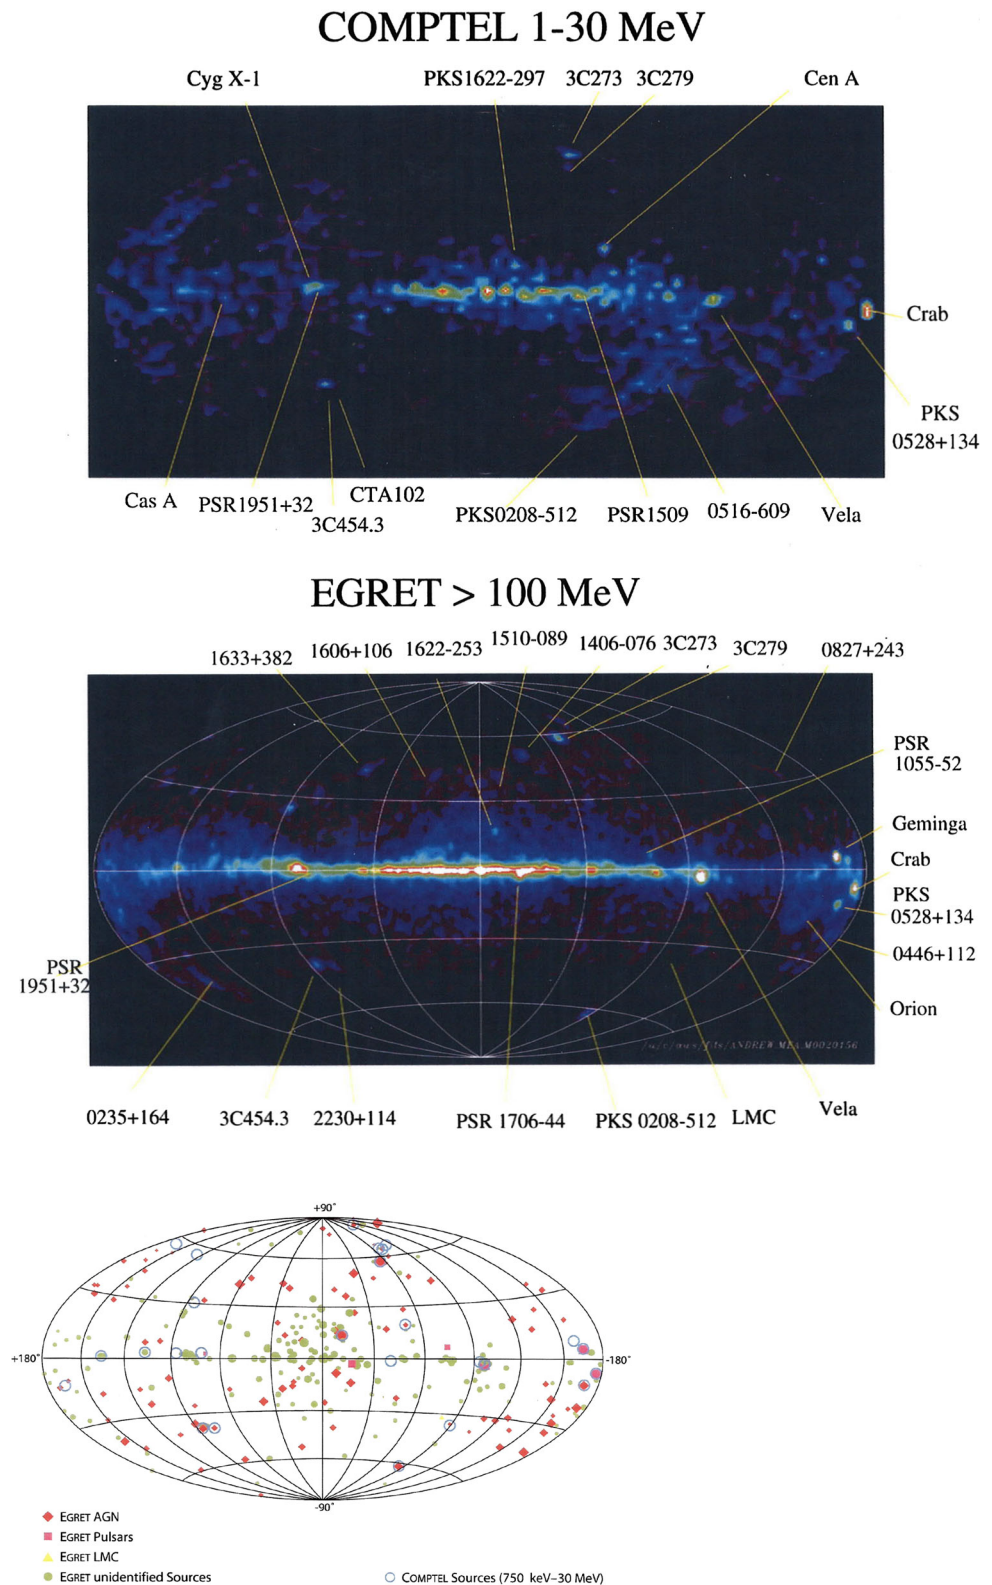 COMPTEL 1-30 MeV
Cyg X-1
PKS1622-297
3C273
3C279
Cen A
Crab
PKS
0528+134
Cas A
PSR1951+32
3C454.3
CTA102
PKS0208-512
PSR1509
0516-609
Vela
EGRET > 100 MeV
1633+382
1606+106
1622-253
1510-089
1406-076
3C273
3C279
0827+243
PSR
1055-52
Geminga
Crab
PKS
0528+134
0446+112
Orion
PSR
1951+32
0235+164
3C454.3
2230+114
PSR 1706-44
PKS 0208-512
LMC
Vela
+90°
+180°
-180°
-90°
EGRET AGN
EGRET Pulsars
EGRET LMC
EGRET unidentified Sources
COMPTEL Sources (750 keV–30 MeV)